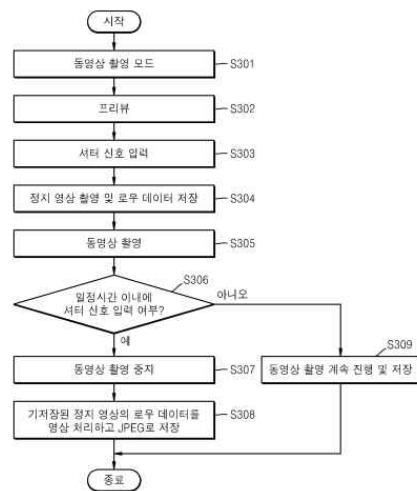 시작
동영상 촬영 모드
S301
프리뷰
S302
셔터 신호 입력
S303
정지 영상 촬영 및 로우 데이터 저장
S304
동영상 촬영
S305
S306
일정시간 이내에
셔터 신호 입력 여부?
아니오
예
S309
동영상 촬영 중지
S307
동영상 촬영 계속 진행 및 저장
기저장된 정지 영상의 로우 데이터를
영상 처리하고 JPEG로 저장
S308
종료